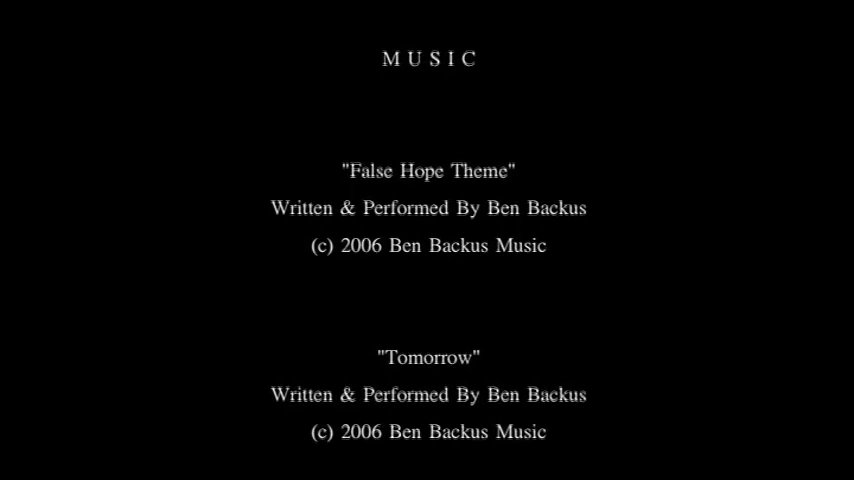 M U S I C
"False Hope Theme"
Written & Performed By Ben Backus
(c) 2006 Ben Backus Music
"Tomorrow"
Written & Performed By Ben Backus
(c) 2006 Ben Backus Music